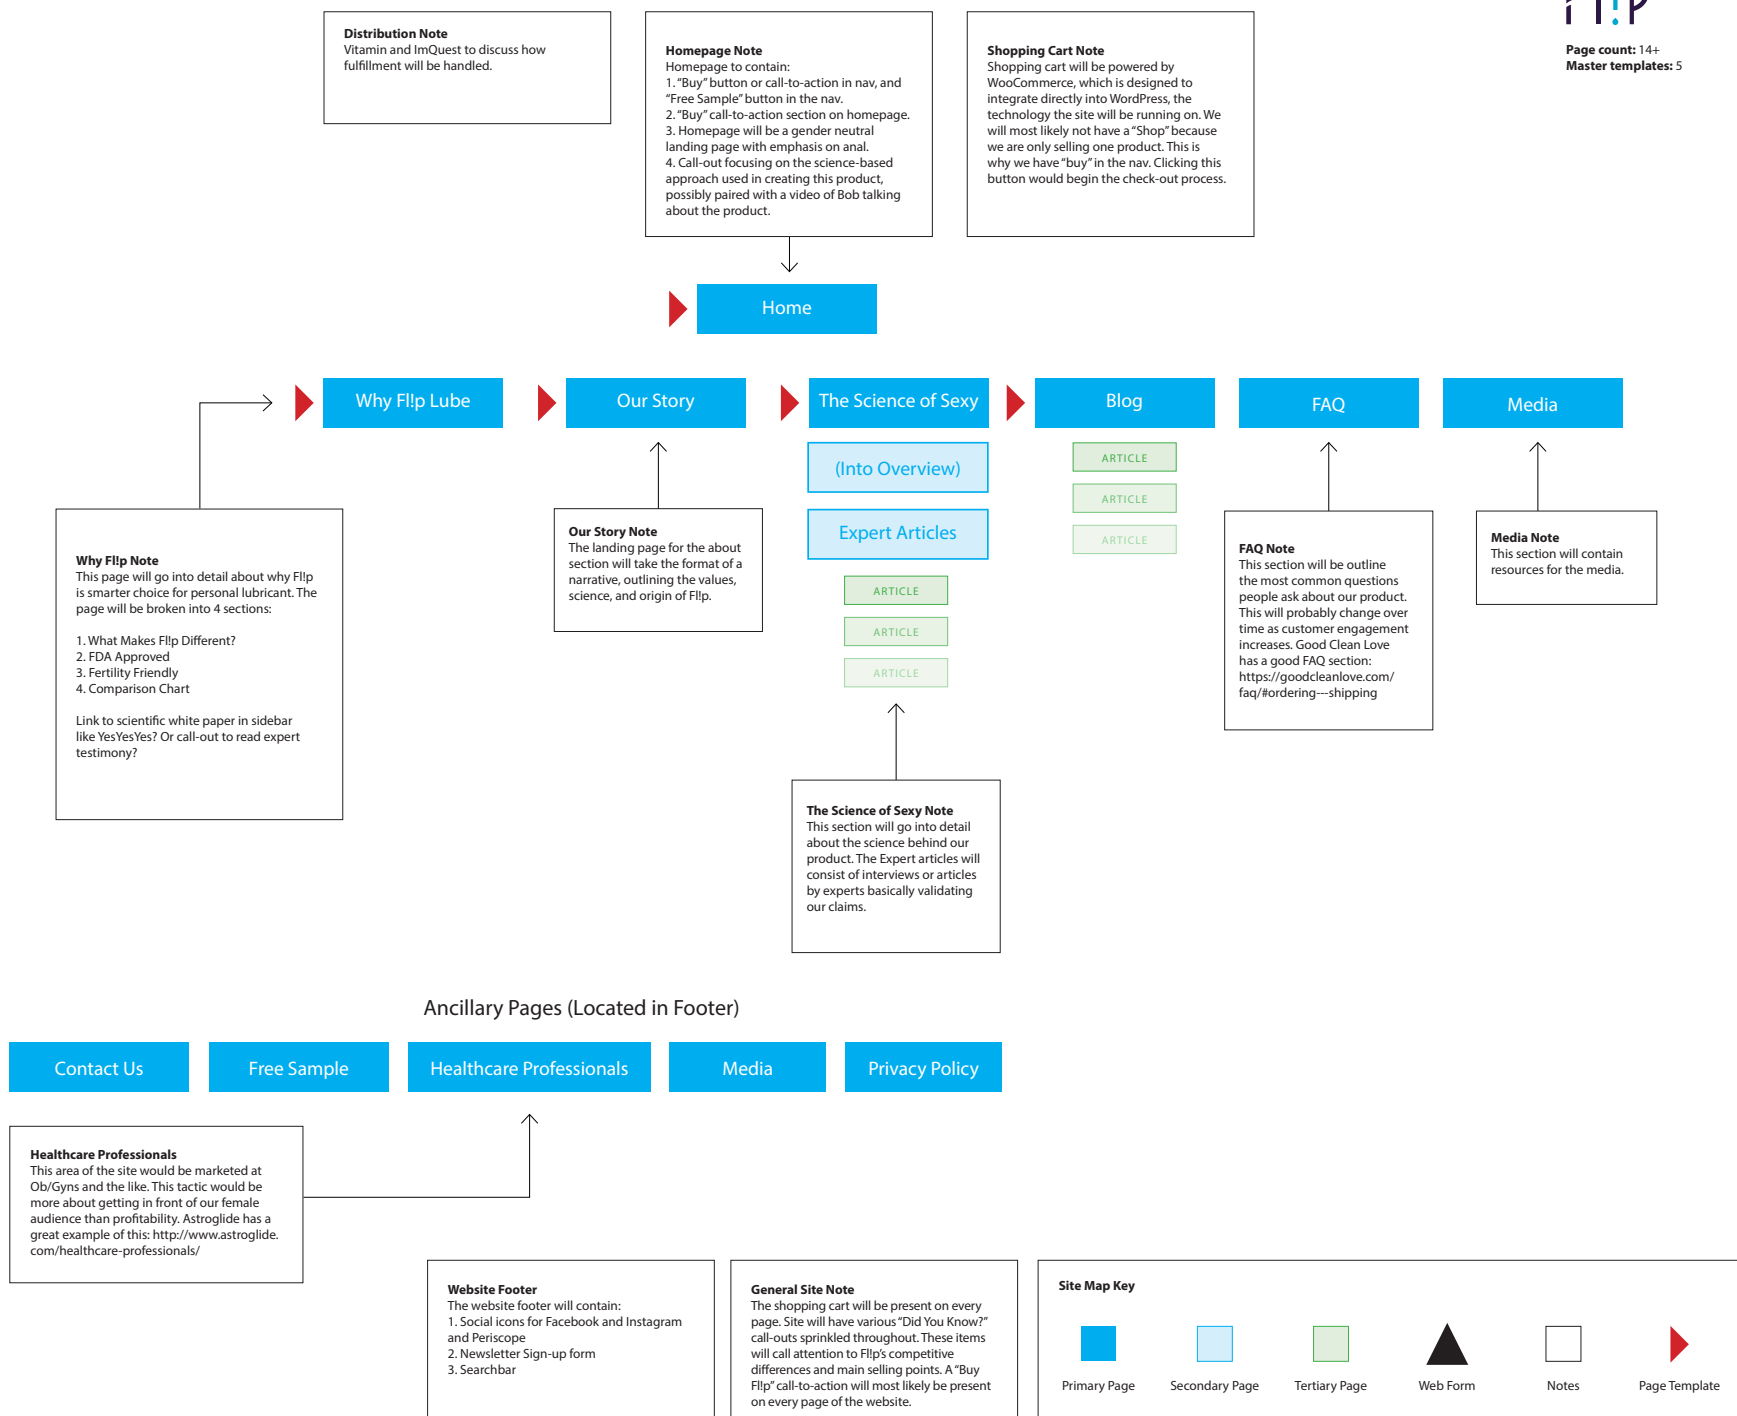 Fl!p
Page count: 14+
Master templates: 5
Distribution Note
Vitamin and ImQuest to discuss how
fulfillment will be handled.
Homepage Note
Homepage to contain:
1. “Buy” button or call-to-action in nav, and
“Free Sample” button in the nav.
2. “Buy” call-to-action section on homepage.
3. Homepage will be a gender neutral
landing page with emphasis on anal.
4. Call-out focusing on the science-based
approach used in creating this product,
possibly paired with a video of Bob talking
about the product.
Shopping Cart Note
Shopping cart will be powered by
WooCommerce, which is designed to
integrate directly into WordPress, the
technology the site will be running on. We
will most likely not have a “Shop” because
we are only selling one product. This is
why we have “buy” in the nav. Clicking this
button would begin the check-out process.
Home
Why Fl!p Lube
Our Story
The Science of Sexy
Blog
FAQ
Media
(Into Overview)
Expert Articles
ARTICLE
ARTICLE
ARTICLE
ARTICLE
ARTICLE
ARTICLE
Why Fl!p Note
This page will go into detail about why Fl!p
is smarter choice for personal lubricant. The
page will be broken into 4 sections:
1. What Makes Fl!p Different?
2. FDA Approved
3. Fertility Friendly
4. Comparison Chart
Link to scientific white paper in sidebar
like YesYesYes? Or call-out to read expert
testimony?
Our Story Note
The landing page for the about
section will take the format of a
narrative, outlining the values,
science, and origin of Fl!p.
FAQ Note
This section will be outline
the most common questions
people ask about our product.
This will probably change over
time as customer engagement
increases. Good Clean Love
has a good FAQ section:
https://goodcleanlove.com/
faq/#ordering---shipping
Media Note
This section will contain
resources for the media.
The Science of Sexy Note
This section will go into detail
about the science behind our
product. The Expert articles will
consist of interviews or articles
by experts basically validating
our claims.
Ancillary Pages (Located in Footer)
Contact Us
Free Sample
Healthcare Professionals
Media
Privacy Policy
Healthcare Professionals
This area of the site would be marketed at
Ob/Gyns and the like. This tactic would be
more about getting in front of our female
audience than profitability. Astroglide has a
great example of this: http://www.astroglide.
com/healthcare-professionals/
Website Footer
The website footer will contain:
1. Social icons for Facebook and Instagram
and Periscope
2. Newsletter Sign-up form
3. Searchbar
General Site Note
The shopping cart will be present on every
page. Site will have various “Did You Know?”
call-outs sprinkled throughout. These items
will call attention to Fl!p’s competitive
differences and main selling points. A “Buy
Fl!p” call-to-action will most likely be present
on every page of the website.
Site Map Key
Primary Page
Secondary Page
Tertiary Page
Web Form
Notes
Page Template